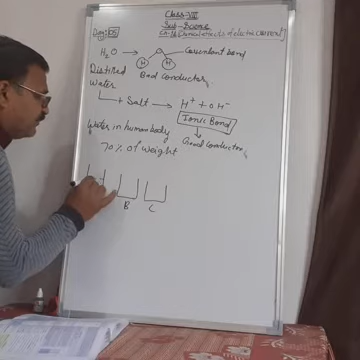 Class-VIII
Sub-Science
Day-05 Ch-14 Chemical effects of electric current
H2O → H H Covalent bond
Distilled Water Bad conductor
+ Salt → H+ + OH-
Ionic Bond
Good conductor
Water in human body
70% of weight
B C